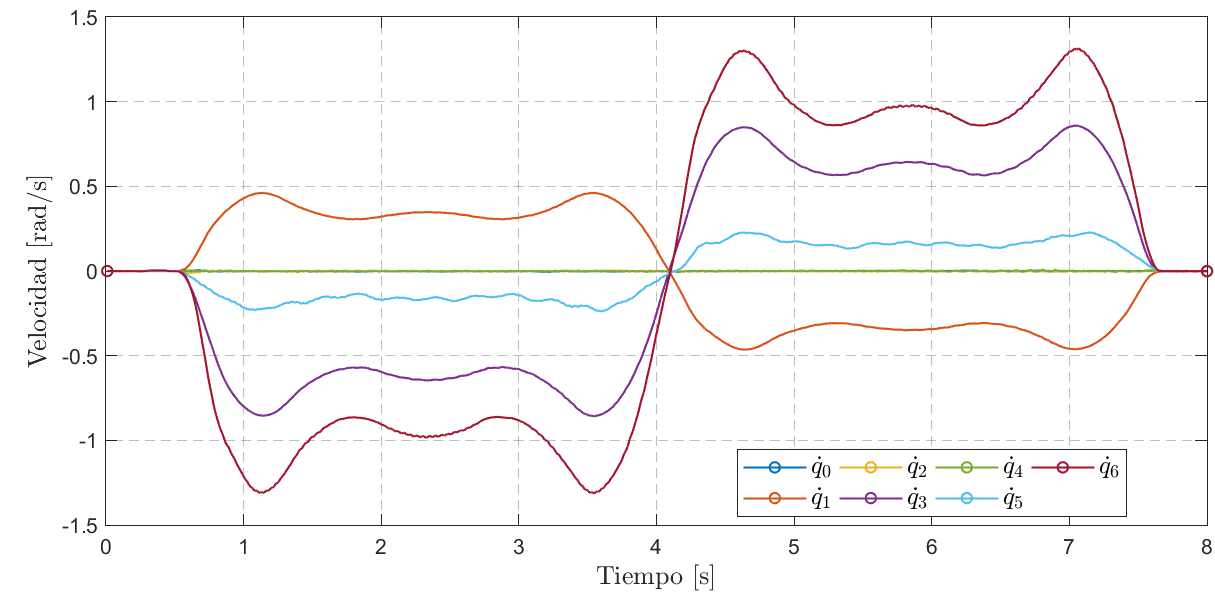 1.5
1
0.5
0
-0.5
-1
-1.5
Velocidad [rad/s]
q̇₀ q̇₂ q̇₄ q̇₆
q̇₁ q̇₃ q̇₅
0 1 2 3 4 5 6 7 8
Tiempo [s]